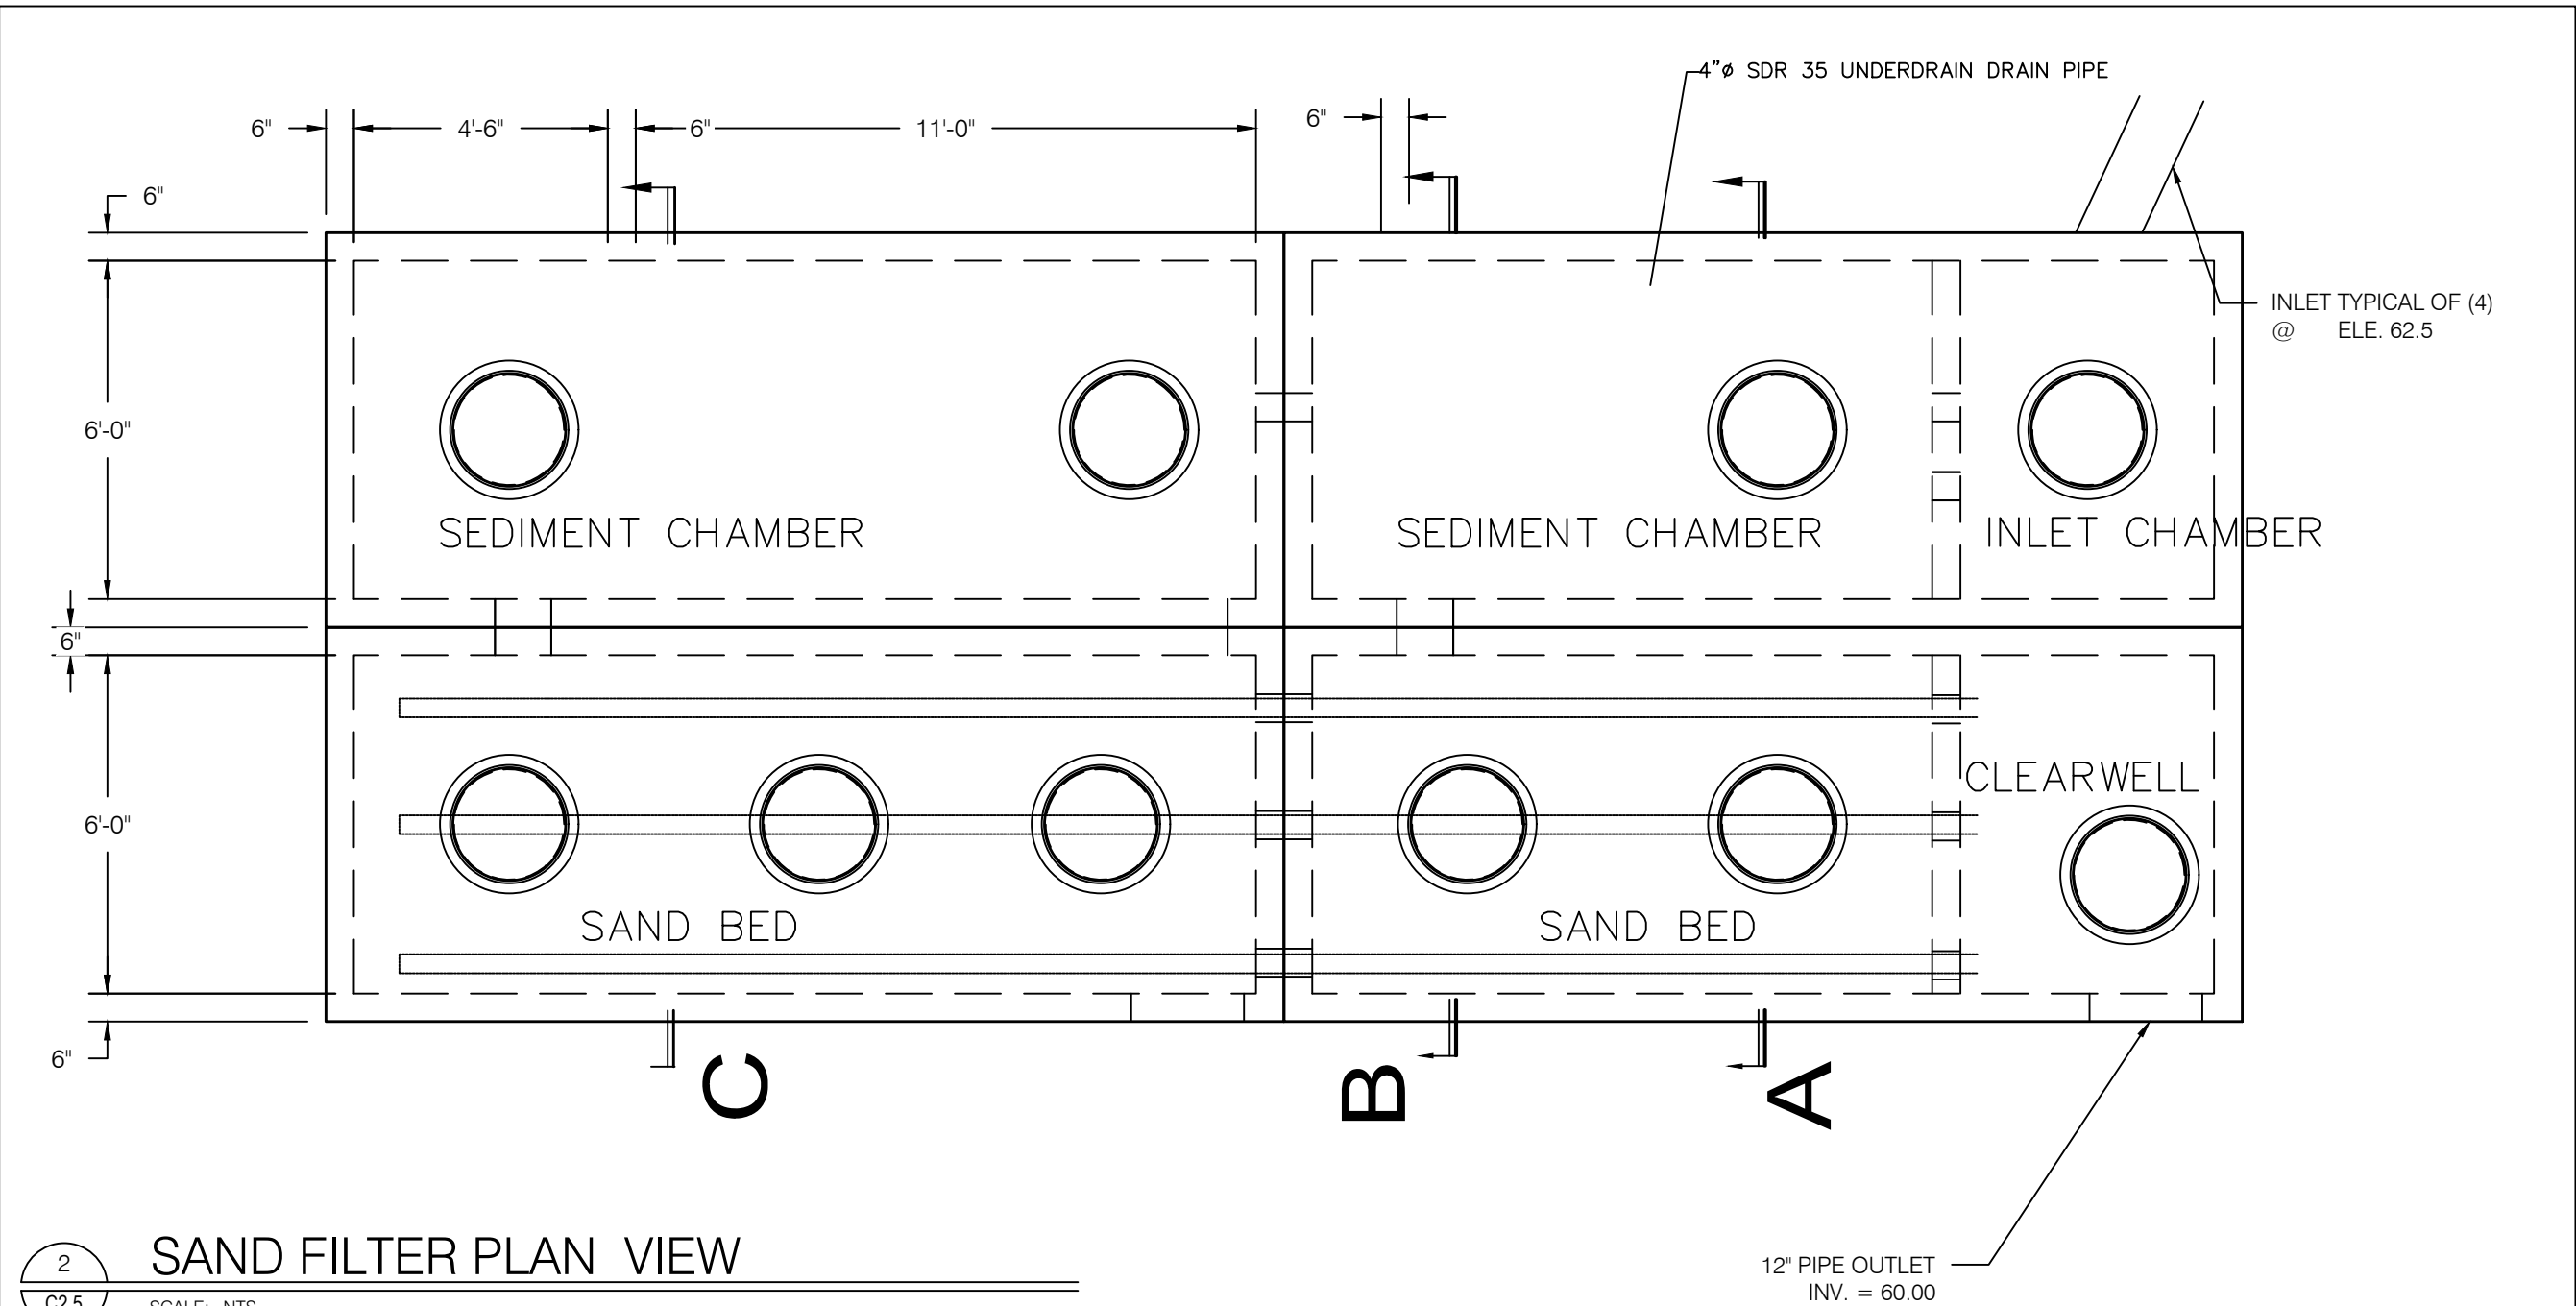 4"ø SDR 35 UNDERDRAIN DRAIN PIPE
6" 4'-6" 6" 11'-0" 6"
6"
INLET TYPICAL OF (4)
@ ELE. 62.5
6'-0"
SEDIMENT CHAMBER SEDIMENT CHAMBER INLET CHAMBER
6"
CLEARWELL
6'-0"
SAND BED SAND BED
6"
C B A
2 SAND FILTER PLAN VIEW
C2.5 SCALE: NTS
12" PIPE OUTLET
INV. = 60.00